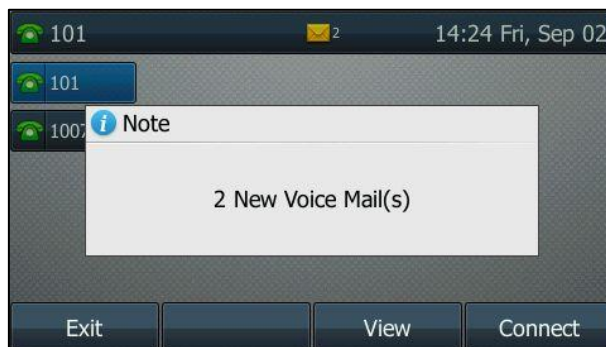 101 2 14:24 Fri, Sep 02
101
1007
Note
2 New Voice Mail(s)
Exit View Connect